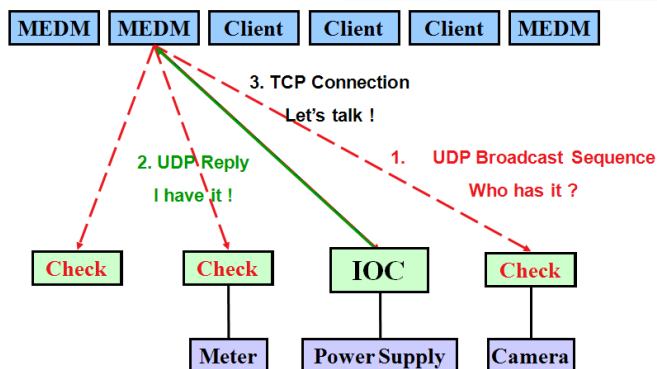 MEDM MEDM Client Client Client MEDM
3. TCP Connection
Let's talk !
1. UDP Broadcast Sequence
Who has it ?
2. UDP Reply
I have it !
Check Check IOC Check
Meter Power Supply Camera